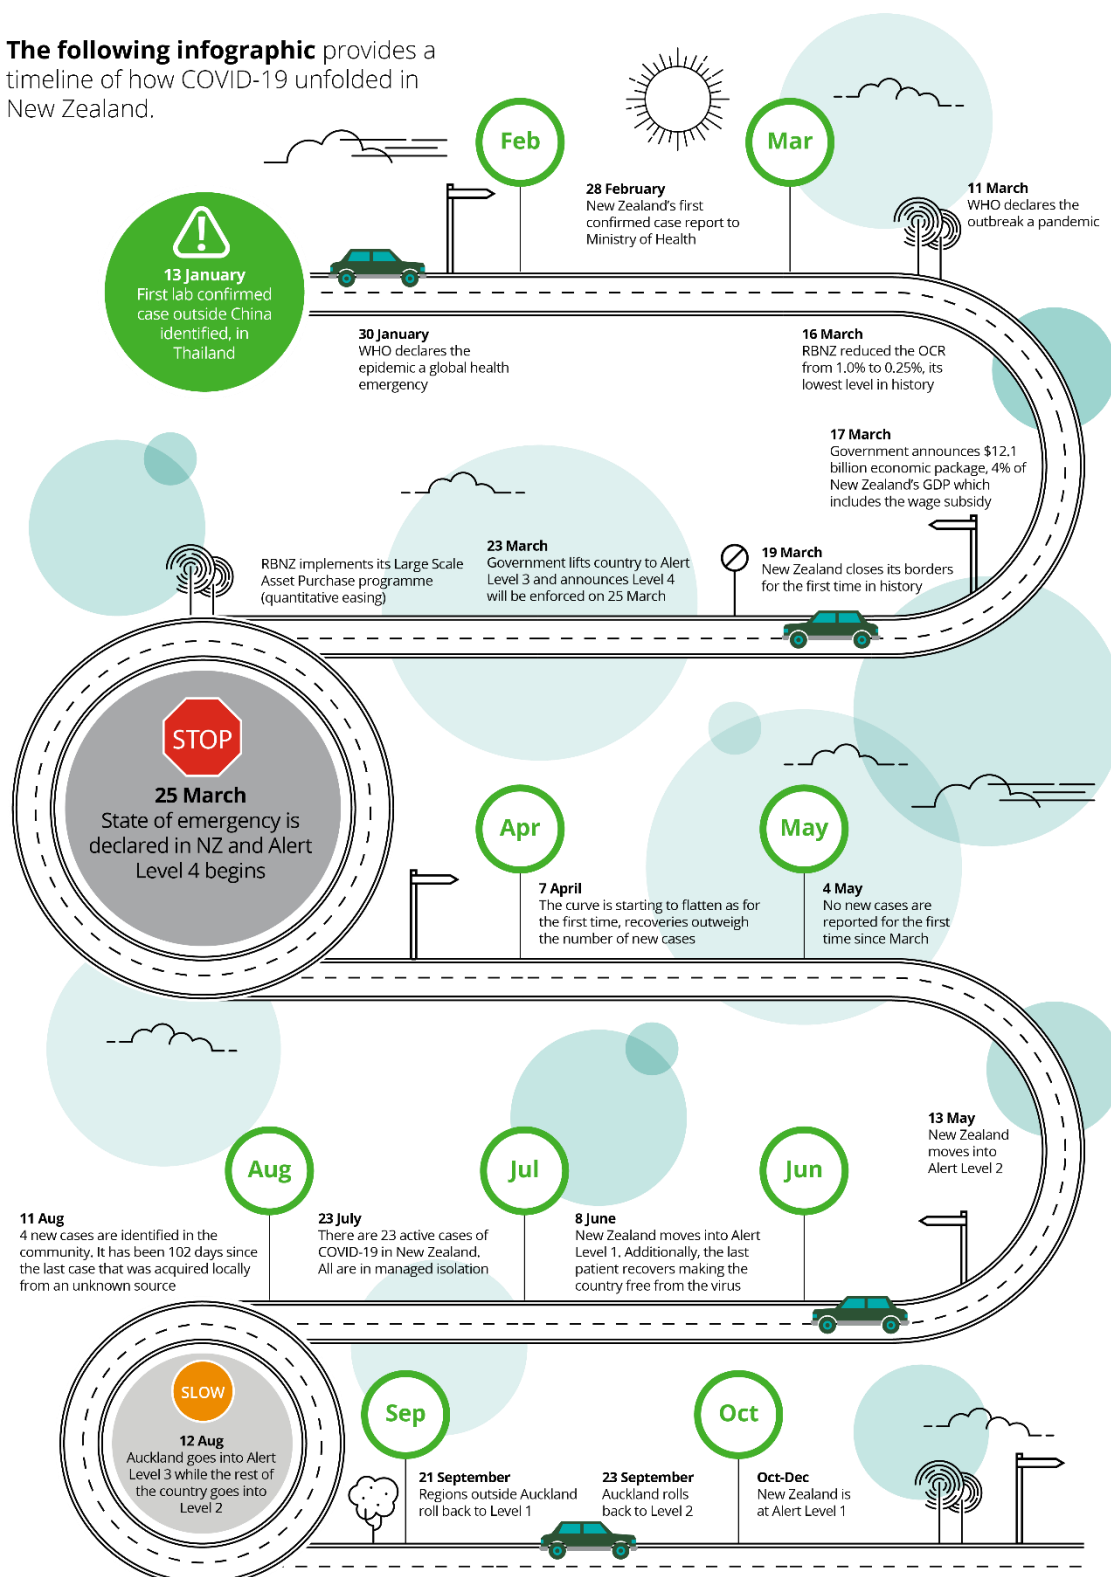 The following infographic provides a
timeline of how COVID-19 unfolded in
New Zealand.
Feb
Mar
13 January
First lab confirmed
case outside China
identified, in
Thailand
30 January
WHO declares the
epidemic a global health
emergency
28 February
New Zealand's first
confirmed case report to
Ministry of Health
11 March
WHO declares the
outbreak a pandemic
16 March
RBNZ reduced the OCR
from 1.0% to 0.25%, its
lowest level in history
17 March
Government announces $12.1
billion economic package, 4% of
New Zealand's GDP which
includes the wage subsidy
19 March
New Zealand closes its borders
for the first time in history
23 March
Government lifts country to Alert
Level 3 and announces Level 4
will be enforced on 25 March
RBNZ implements its Large Scale
Asset Purchase programme
(quantitative easing)
STOP
25 March
State of emergency is
declared in NZ and Alert
Level 4 begins
Apr
7 April
The curve is starting to flatten as for
the first time, recoveries outweigh
the number of new cases
May
4 May
No new cases are
reported for the first
time since March
13 May
New Zealand
moves into
Alert Level 2
Jun
8 June
New Zealand moves into Alert
Level 1. Additionally, the last
patient recovers making the
country free from the virus
Jul
23 July
There are 23 active cases of
COVID-19 in New Zealand.
All are in managed isolation
Aug
11 Aug
4 new cases are identified in the
community. It has been 102 days since
the last case that was acquired locally
from an unknown source
SLOW
12 Aug
Auckland goes into Alert
Level 3 while the rest of
the country goes into
Level 2
Sep
21 September
Regions outside Auckland
roll back to Level 1
23 September
Auckland rolls
back to Level 2
Oct
Oct-Dec
New Zealand is
at Alert Level 1